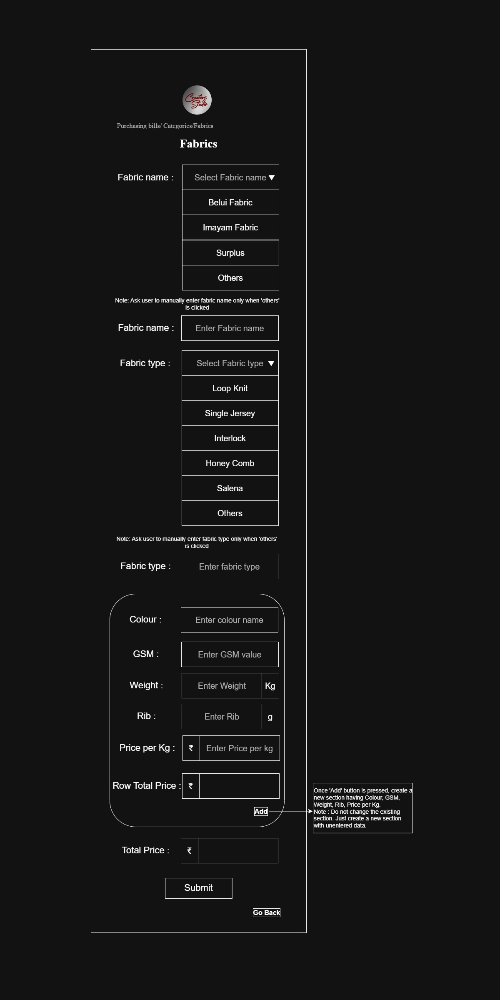 Creators
Studio
Purchasing bills/ Categories/Fabrics
Fabrics
Fabric name :
Select Fabric name
Belui Fabric
Imayam Fabric
Surplus
Others
Note: Ask user to manually enter fabric name only when 'others'
is clicked
Fabric name :
Enter Fabric name
Fabric type :
Select Fabric type
Loop Knit
Single Jersey
Interlock
Honey Comb
Salena
Others
Note: Ask user to manually enter fabric type only when 'others'
is clicked
Fabric type :
Enter fabric type
Colour :
Enter colour name
GSM :
Enter GSM value
Weight :
Enter Weight
Kg
Rib :
Enter Rib
g
Price per Kg :
₹
Enter Price per kg
Row Total Price :
₹
Add
Once 'Add' button is pressed, create a
new section having Colour, GSM,
Weight, Rib, Price per Kg.
Note : Do not change the existing
section. Just create a new section
with unentered data.
Total Price :
₹
Submit
Go Back